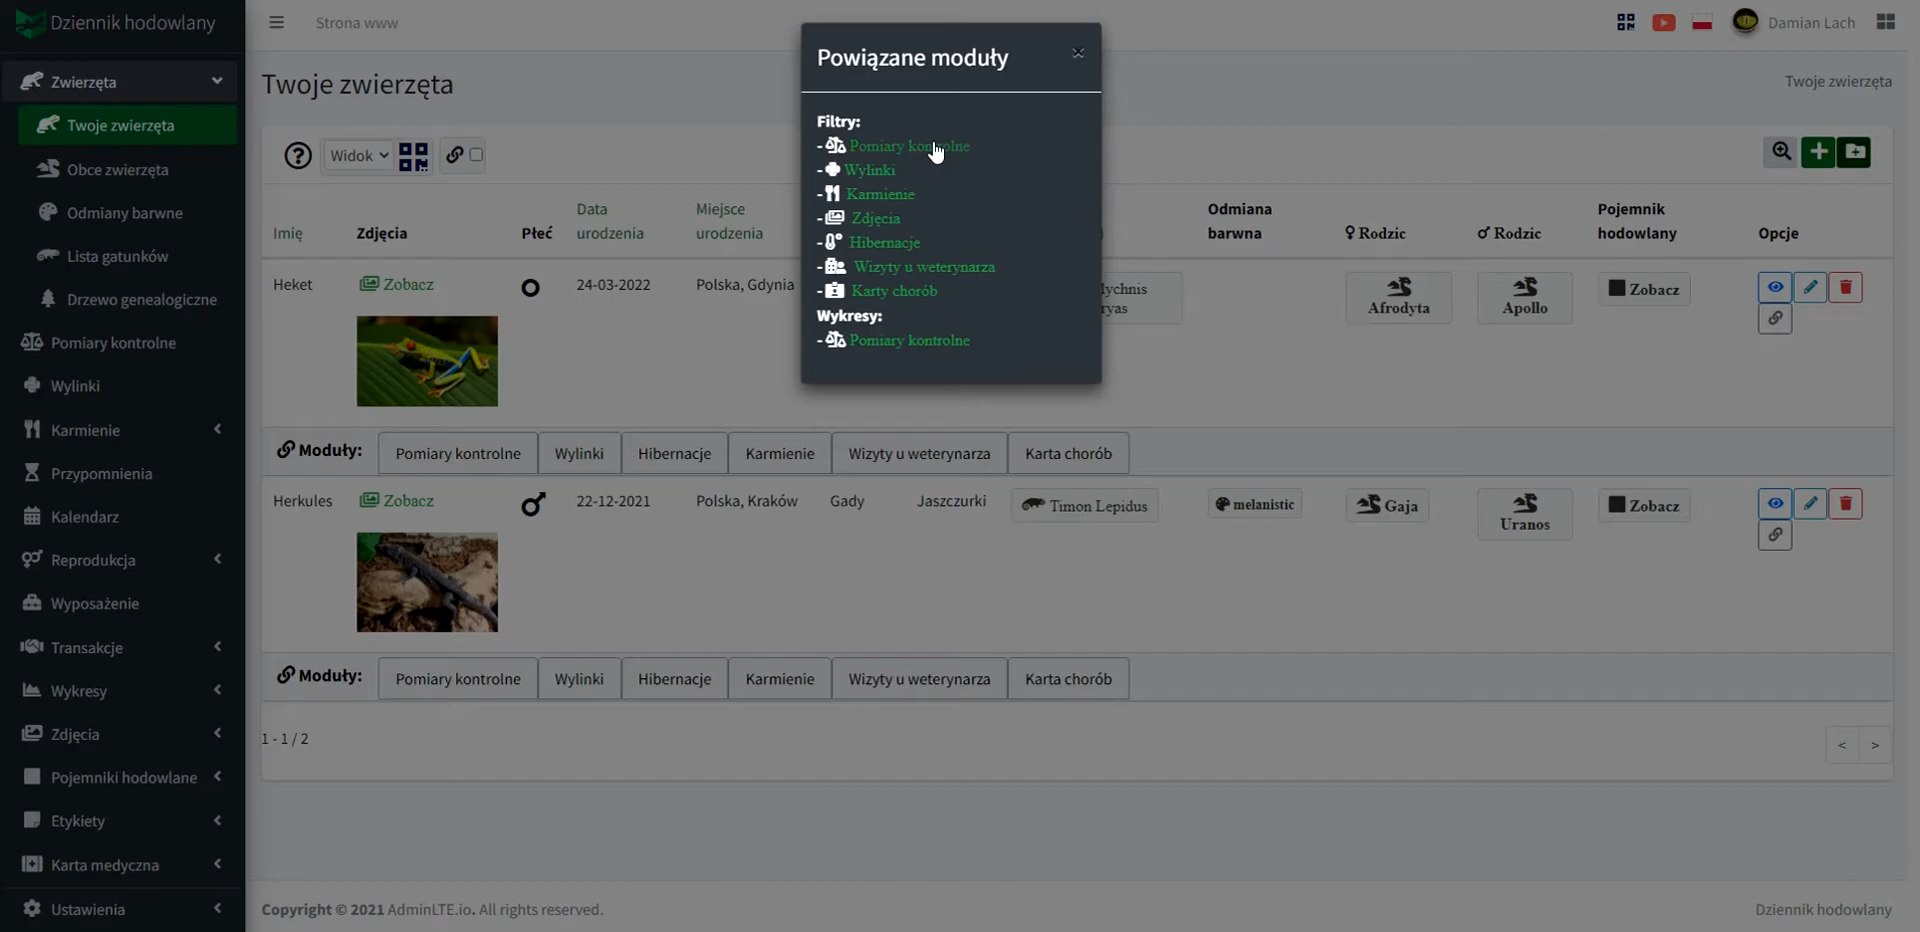 Dziennik hodowlany
Strona www
Damian Lach
Zwierzęta
Twoje zwierzęta
Obce zwierzęta
Odmiany barwne
Lista gatunków
Drzewo genealogiczne
Pomiary kontrolne
Wylinki
Karmienie
Przypomnienia
Kalendarz
Reprodukcja
Wyposażenie
Transakcje
Wykresy
Zdjęcia
Pojemniki hodowlane
Etykiety
Karta medyczna
Ustawienia
Twoje zwierzęta
Twoje zwierzęta
Widok
Powiązane moduły
×
Filtry:
- Pomiary kontrolne
- Wylinki
- Karmienie
- Zdjęcia
- Hibernacje
- Wizyty u weterynarza
- Karty chorób
Wykresy:
- Pomiary kontrolne
Imię Zdjęcia Płeć Data urodzenia Miejsce urodzenia Odmiana barwna ♀ Rodzic ♂ Rodzic Pojemnik hodowlany Opcje
Heket Zobacz 24-03-2022 Polska, Gdynia Afrodyta Apollo Zobacz
Moduły: Pomiary kontrolne Wylinki Hibernacje Karmienie Wizyty u weterynarza Karta chorób
Herkules Zobacz 22-12-2021 Polska, Kraków Gady Jaszczurki Timon Lepidus melanistic Gaja Uranos Zobacz
Moduły: Pomiary kontrolne Wylinki Hibernacje Karmienie Wizyty u weterynarza Karta chorób
1 - 1 / 2
< >
Copyright © 2021 AdminLTE.io. All rights reserved.
Dziennik hodowlany